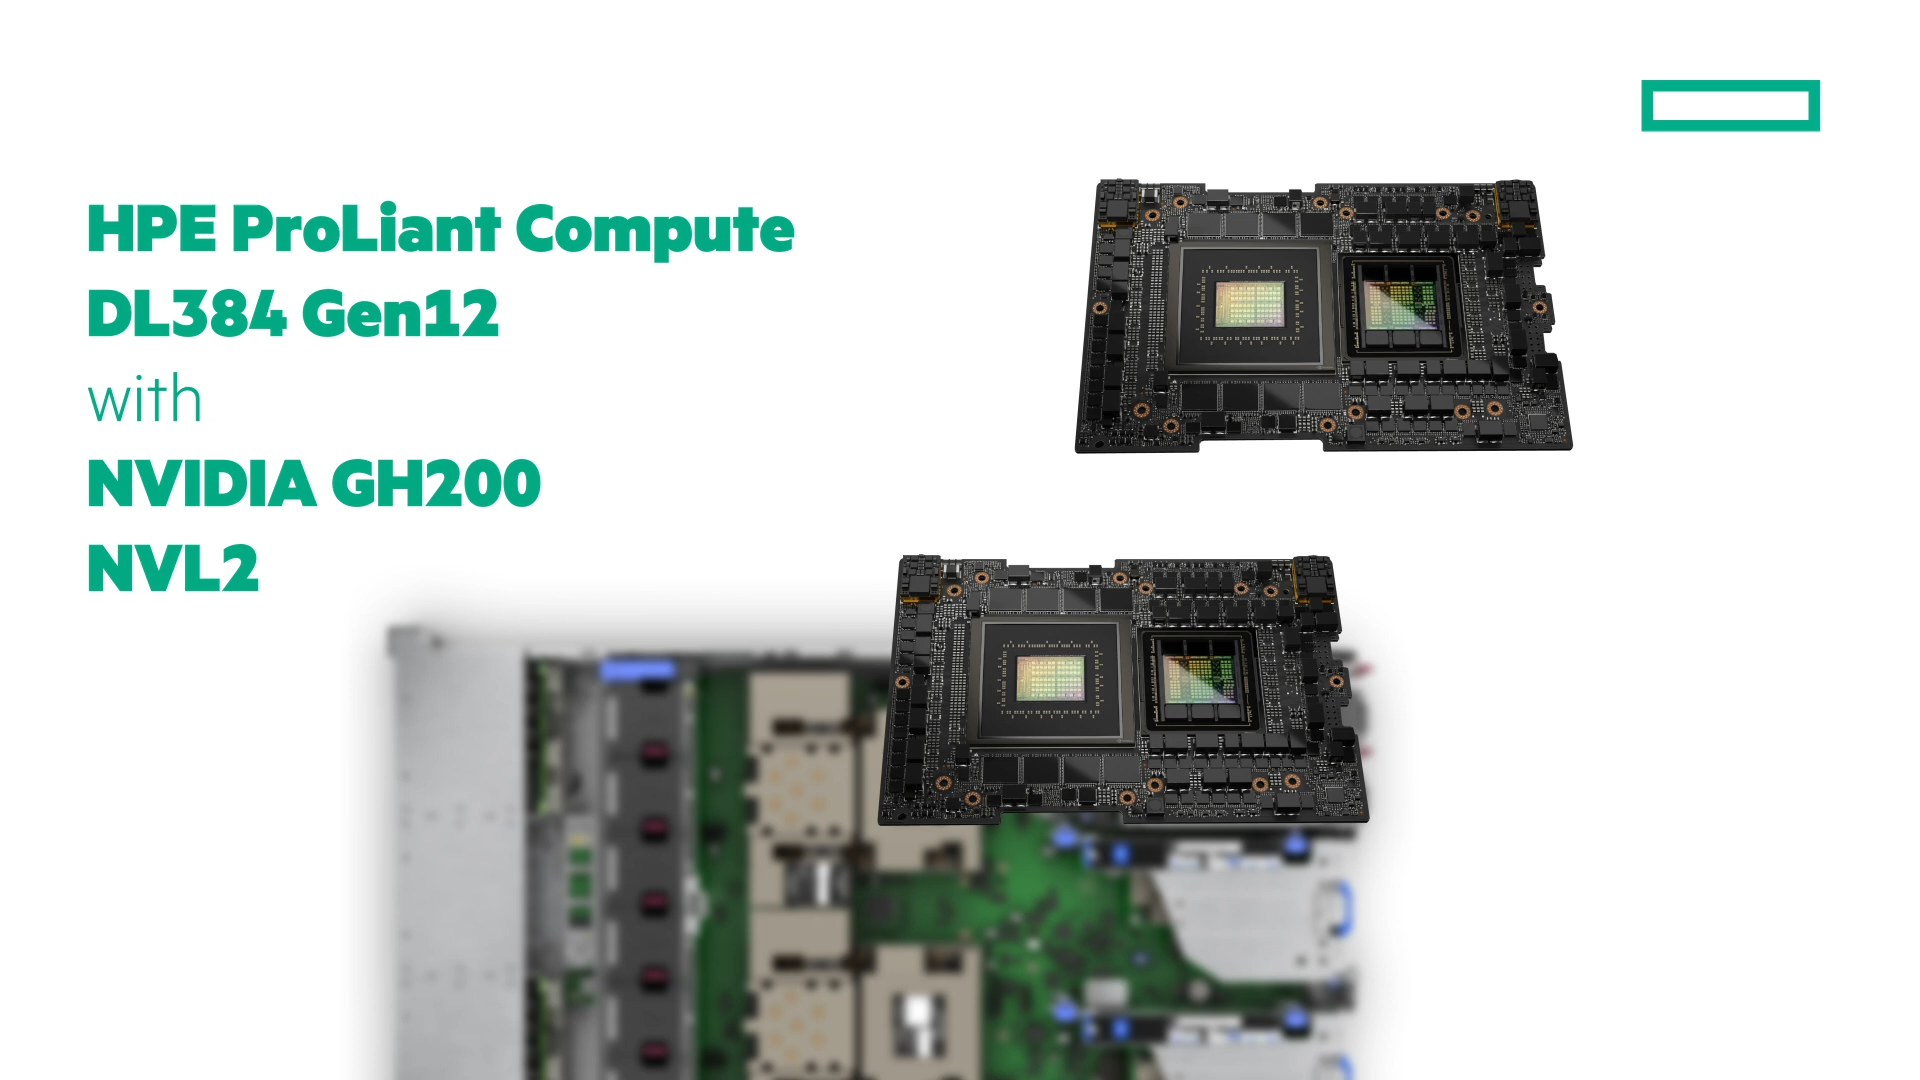 HPE ProLiant Compute
DL384 Gen12
with
NVIDIA GH200
NVL2